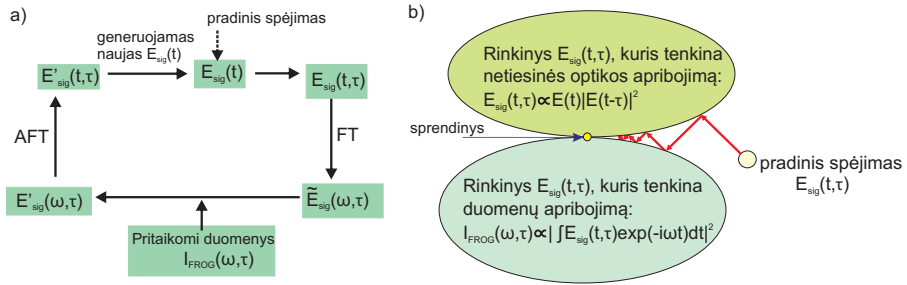 a)
pradinis spėjimas
generuojamas
naujas E_sig(t)
E'_sig(t,τ)
E_sig(t)
E_sig(t,τ)
AFT
FT
E'_sig(ω,τ)
Ẽ_sig(ω,τ)
Pritaikomi duomenys
I_FROG(ω,τ)
b)
Rinkinys E_sig(t,τ), kuris tenkina
netiesinės optikos apribojimą:
E_sig(t,τ)∝E(t)|E(t-τ)|²
sprendinys
pradinis spėjimas
E_sig(t,τ)
Rinkinys E_sig(t,τ), kuris tenkina
duomenų apribojimą:
I_FROG(ω,τ)∝| ∫E_sig(t,τ)exp(-iωt)dt|²